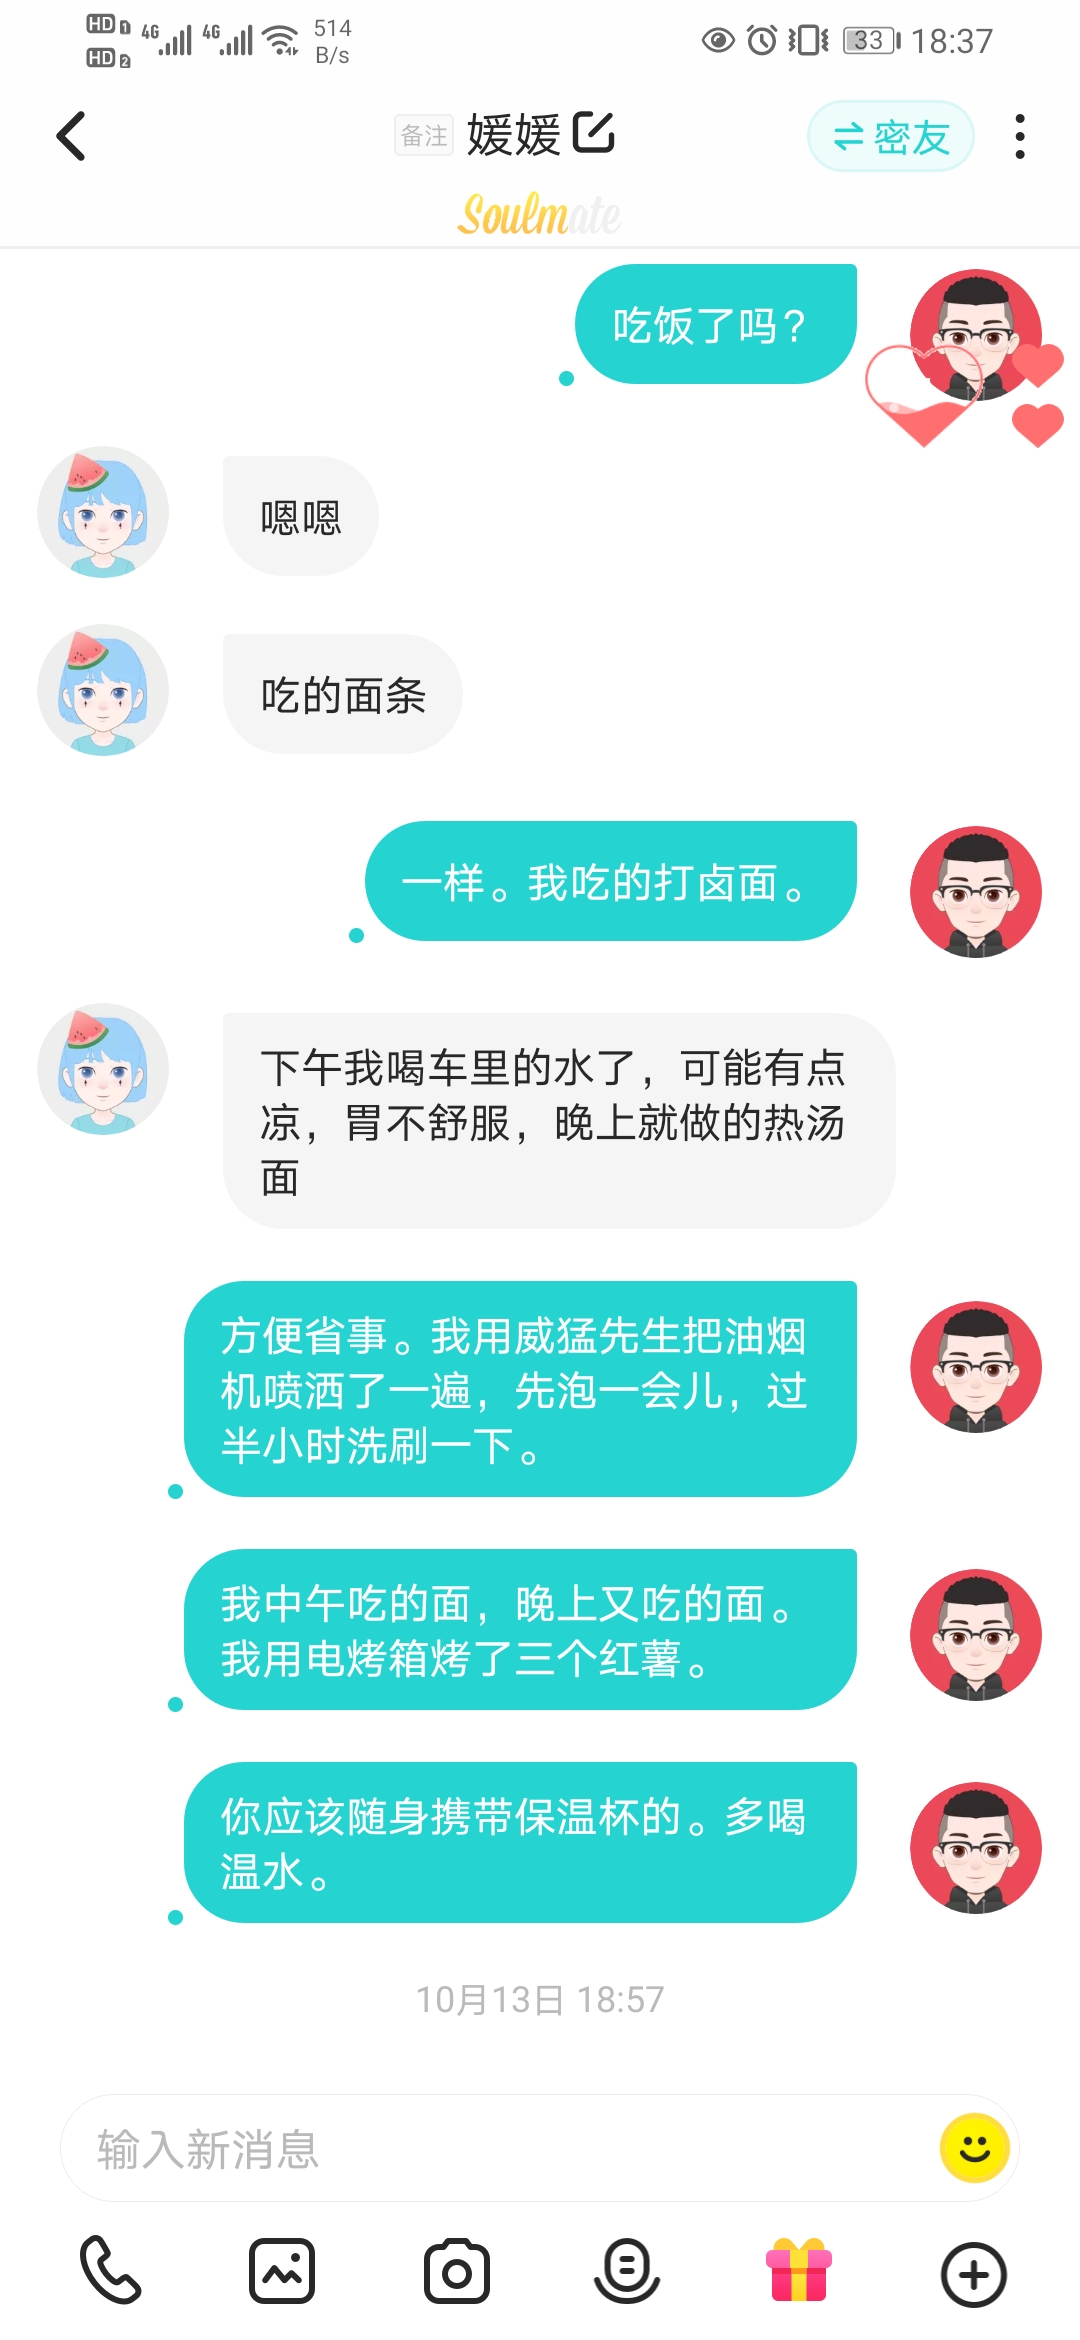 HD 1 4G 4G 514 B/s 33 18:37
HD 2
备注 媛媛 密友
Soulmate
吃饭了吗？
嗯嗯
吃的面条
一样。我吃的打卤面。
下午我喝车里的水了，可能有点
凉，胃不舒服，晚上就做的热汤
面
方便省事。我用威猛先生把油烟
机喷洒了一遍，先泡一会儿，过
半小时洗刷一下。
我中午吃的面，晚上又吃的面。
我用电烤箱烤了三个红薯。
你应该随身携带保温杯的。多喝
温水。
10月13日 18:57
输入新消息